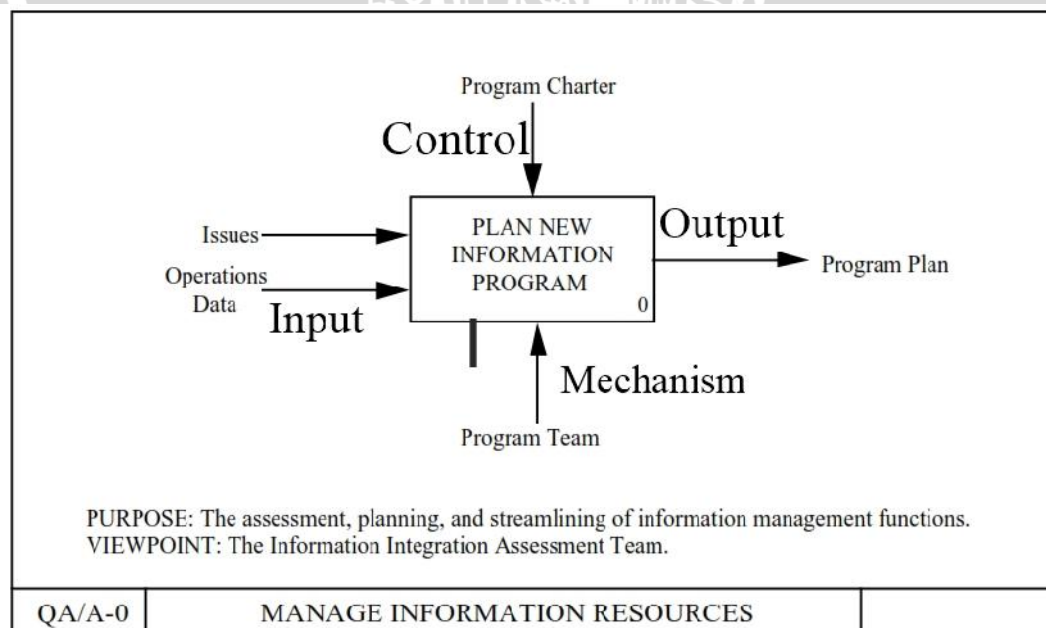 Program Charter
Control
PLAN NEW
INFORMATION
PROGRAM
0
Issues
Operations
Data
Input
Output
Program Plan
Mechanism
Program Team
PURPOSE: The assessment, planning, and streamlining of information management functions.
VIEWPOINT: The Information Integration Assessment Team.
QA/A-0
MANAGE INFORMATION RESOURCES